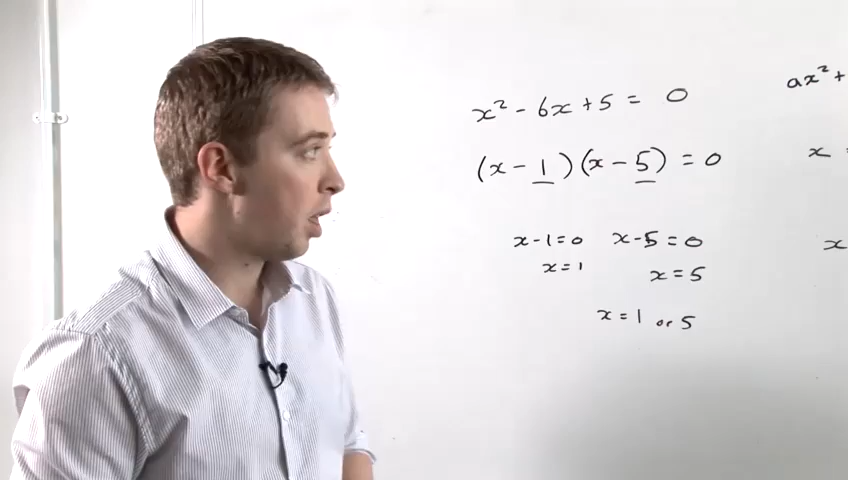 x² - 6x + 5 = 0
(x - 1)(x - 5) = 0
x - 1 = 0 x - 5 = 0
x = 1 x = 5
x = 1 or 5
ax² +
x =
x